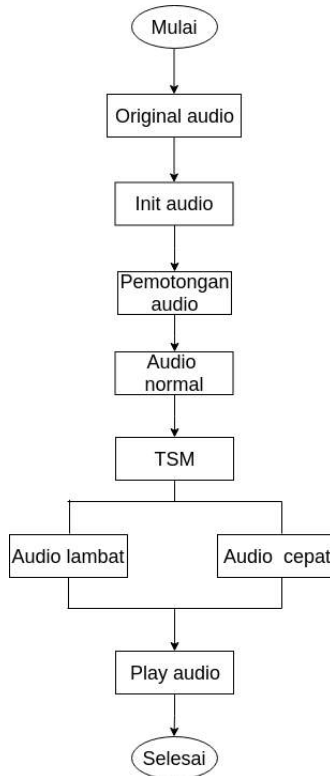 Mulai
Original audio
Init audio
Pemotongan
audio
Audio
normal
TSM
Audio lambat
Audio cepat
Play audio
Selesai